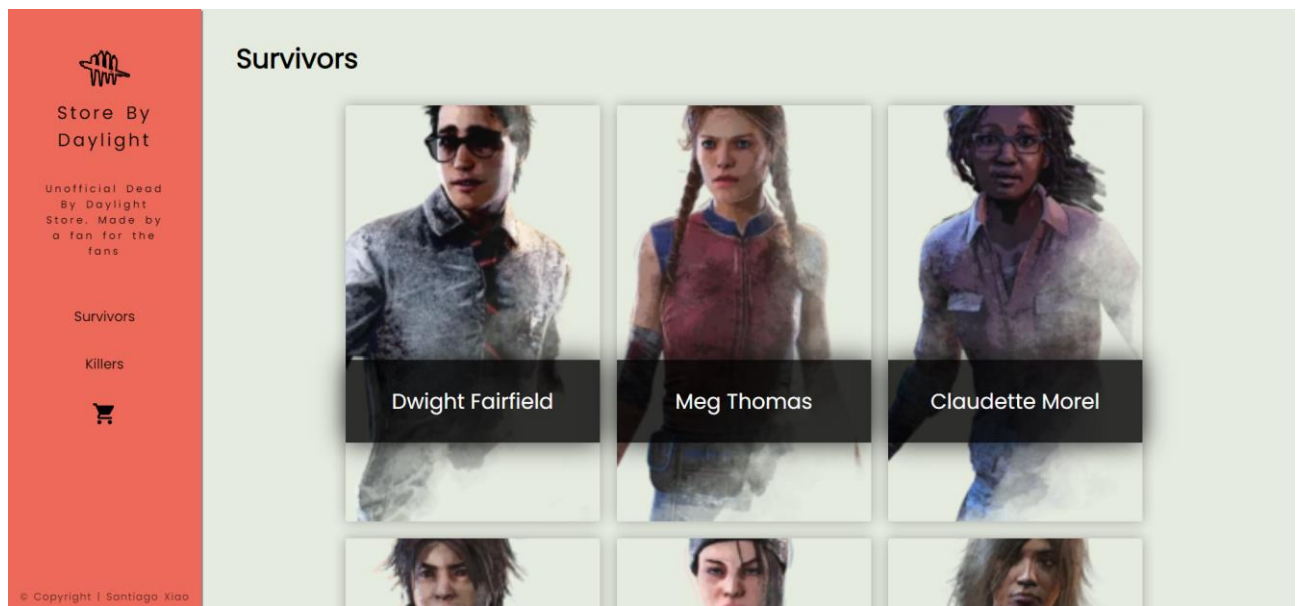 Store By
Daylight
Unofficial Dead
By Daylight
Store. Made by
a fan for the
fans
Survivors
Killers
© Copyright | Santiago Xiao
Survivors
Dwight Fairfield
Meg Thomas
Claudette Morel